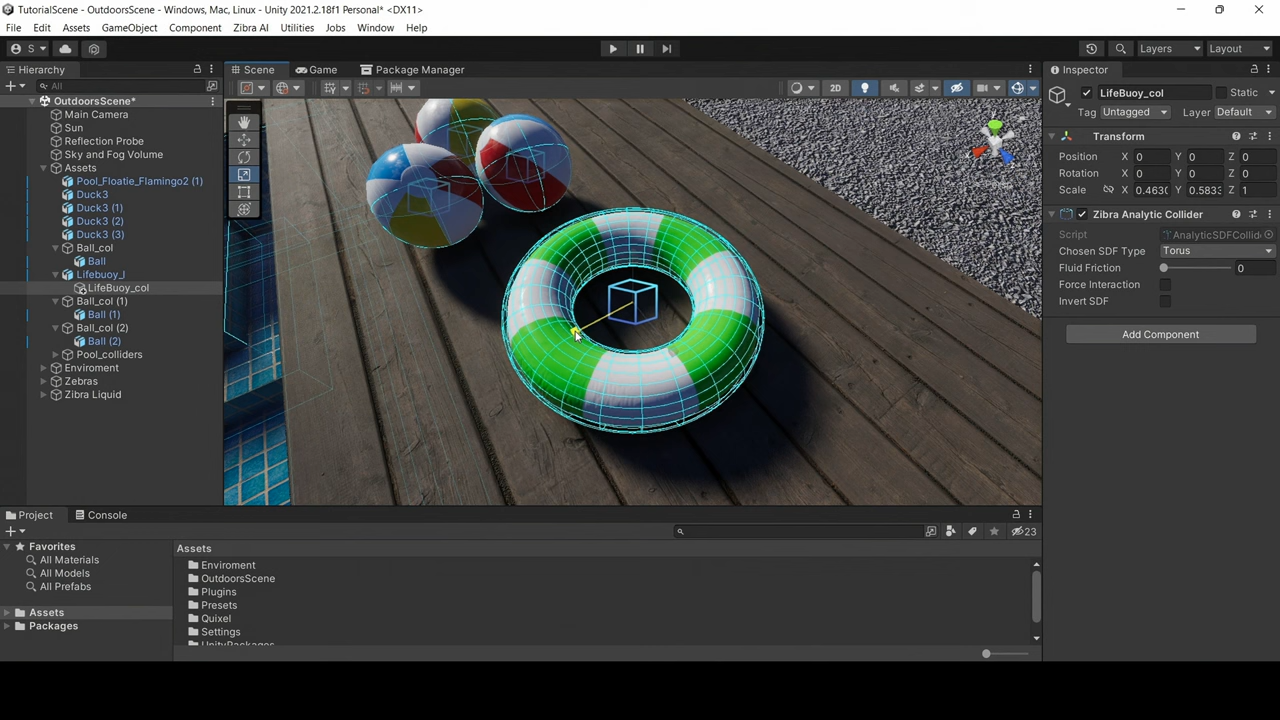 TutorialScene - OutdoorsScene - Windows, Mac, Linux - Unity 2021.2.18f1 Personal* <DX11>
File Edit Assets GameObject Component Zibra AI Utilities Jobs Window Help
S Layers Layout
Hierarchy Scene Game Package Manager Inspector
All 2D LifeBuoy_col Static
OutdoorsScene* Tag Untagged Layer Default
Main Camera
Sun Transform
Reflection Probe Position X 0 Y 0 Z 0
Sky and Fog Volume Rotation X 0 Y 0 Z 0
Assets Scale X 0.4630 Y 0.5833 Z 1
Pool_Floatie_Flamingo2 (1) Zibra Analytic Collider
Duck3 Script AnalyticSDFCollide
Duck3 (1) Chosen SDF Type Torus
Duck3 (2) Fluid Friction 0
Duck3 (3) Force Interaction
Ball_col Invert SDF
Ball Add Component
Lifebuoy_l
LifeBuoy_col
Ball_col (1)
Ball (1)
Ball_col (2)
Ball (2)
Pool_colliders
Enviroment
Zebras
Zibra Liquid
Project Console
23
Favorites Assets
All Materials Enviroment
All Models OutdoorsScene
All Prefabs Plugins
Presets
Assets Quixel
Packages Settings
UnityPackages